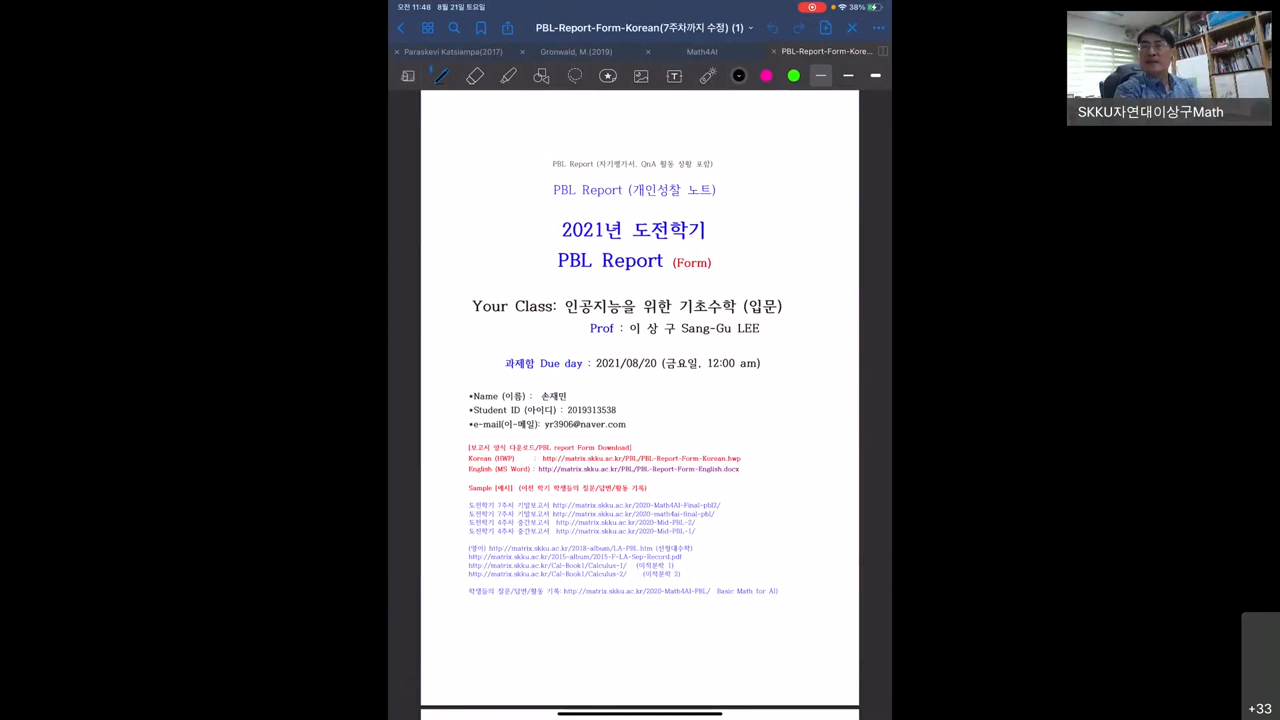 오전 11:48 8월 21일 토요일
38%
PBL-Report-Form-Korean(7주차까지 수정) (1)
Paraskevi Katsiampa(2017)
Gronwald, M.(2019)
Math4AI
PBL-Report-Form-Kore...
SKKU자연대이상구Math
PBL Report (자기평가서, QnA 활동 상황 포함)
PBL Report (개인성찰 노트)
2021년 도전학기
PBL Report (Form)
Your Class: 인공지능을 위한 기초수학 (입문)
Prof : 이 상 구 Sang-Gu LEE
과제함 Due day : 2021/08/20 (금요일, 12:00 am)
*Name (이름) : 손재민
*Student ID (아이디) : 2019313538
*e-mail(이-메일): yr3906@naver.com
[보고서 양식 다운로드/PBL report Form Download]
Korean (HWP) : http://matrix.skku.ac.kr/PBL/PBL-Report-Form-Korean.hwp
English (MS Word) : http://matrix.skku.ac.kr/PBL/PBL-Report-Form-English.docx
Sample [예시] (이전 학기 학생들의 질문/답변/활동 기록)
도전학기 7주차 기말보고서 http://matrix.skku.ac.kr/2020-Math4AI-Final-pbl2/
도전학기 7주차 기말보고서 http://matrix.skku.ac.kr/2020-math4ai-final-pbl/
도전학기 4주차 중간보고서 http://matrix.skku.ac.kr/2020-Mid-PBL-2/
도전학기 4주차 중간보고서 http://matrix.skku.ac.kr/2020-Mid-PBL-1/
(영어) http://matrix.skku.ac.kr/2018-album/LA-PBL.htm (선형대수학)
http://matrix.skku.ac.kr/2015-album/2015-F-LA-Sep-Record.pdf
http://matrix.skku.ac.kr/Cal-Book1/Calculus-1/ (미적분학 1)
http://matrix.skku.ac.kr/Cal-Book1/Calculus-2/ (미적분학 2)
학생들의 질문/답변/활동 기록: http://matrix.skku.ac.kr/2020-Math4AI-PBL/ Basic Math for AI)
+33